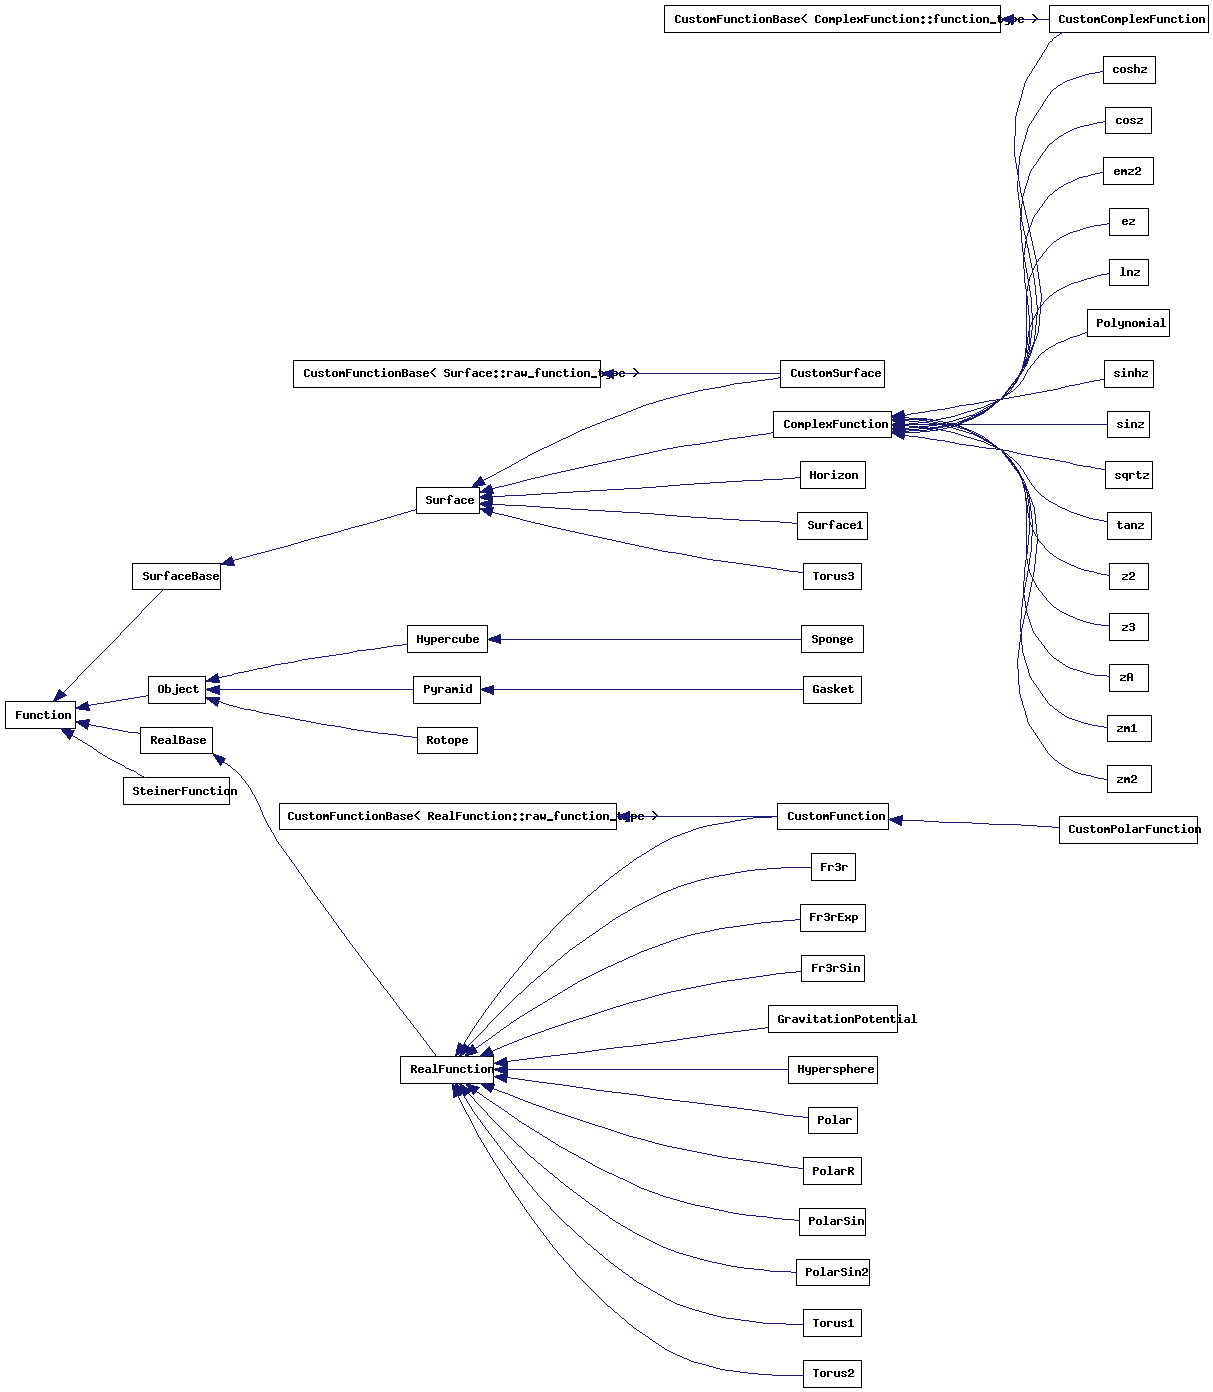 CustomFunctionBase< ComplexFunction::function_type >
CustomComplexFunction
coshz
cosz
emz2
ez
lnz
Polynomial
CustomFunctionBase< Surface::raw_function_type >
CustomSurface
sinhz
ComplexFunction
sinz
Horizon
sqrtz
Surface
Surface1
tanz
SurfaceBase
Torus3
z2
Hypercube
Sponge
z3
Object
Pyramid
Gasket
zA
Function
RealBase
Rotope
zm1
SteinerFunction
zm2
CustomFunctionBase< RealFunction::raw_function_type >
CustomFunction
CustomPolarFunction
Fr3r
Fr3rExp
Fr3rSin
GravitationPotential
RealFunction
Hypersphere
Polar
PolarR
PolarSin
PolarSin2
Torus1
Torus2